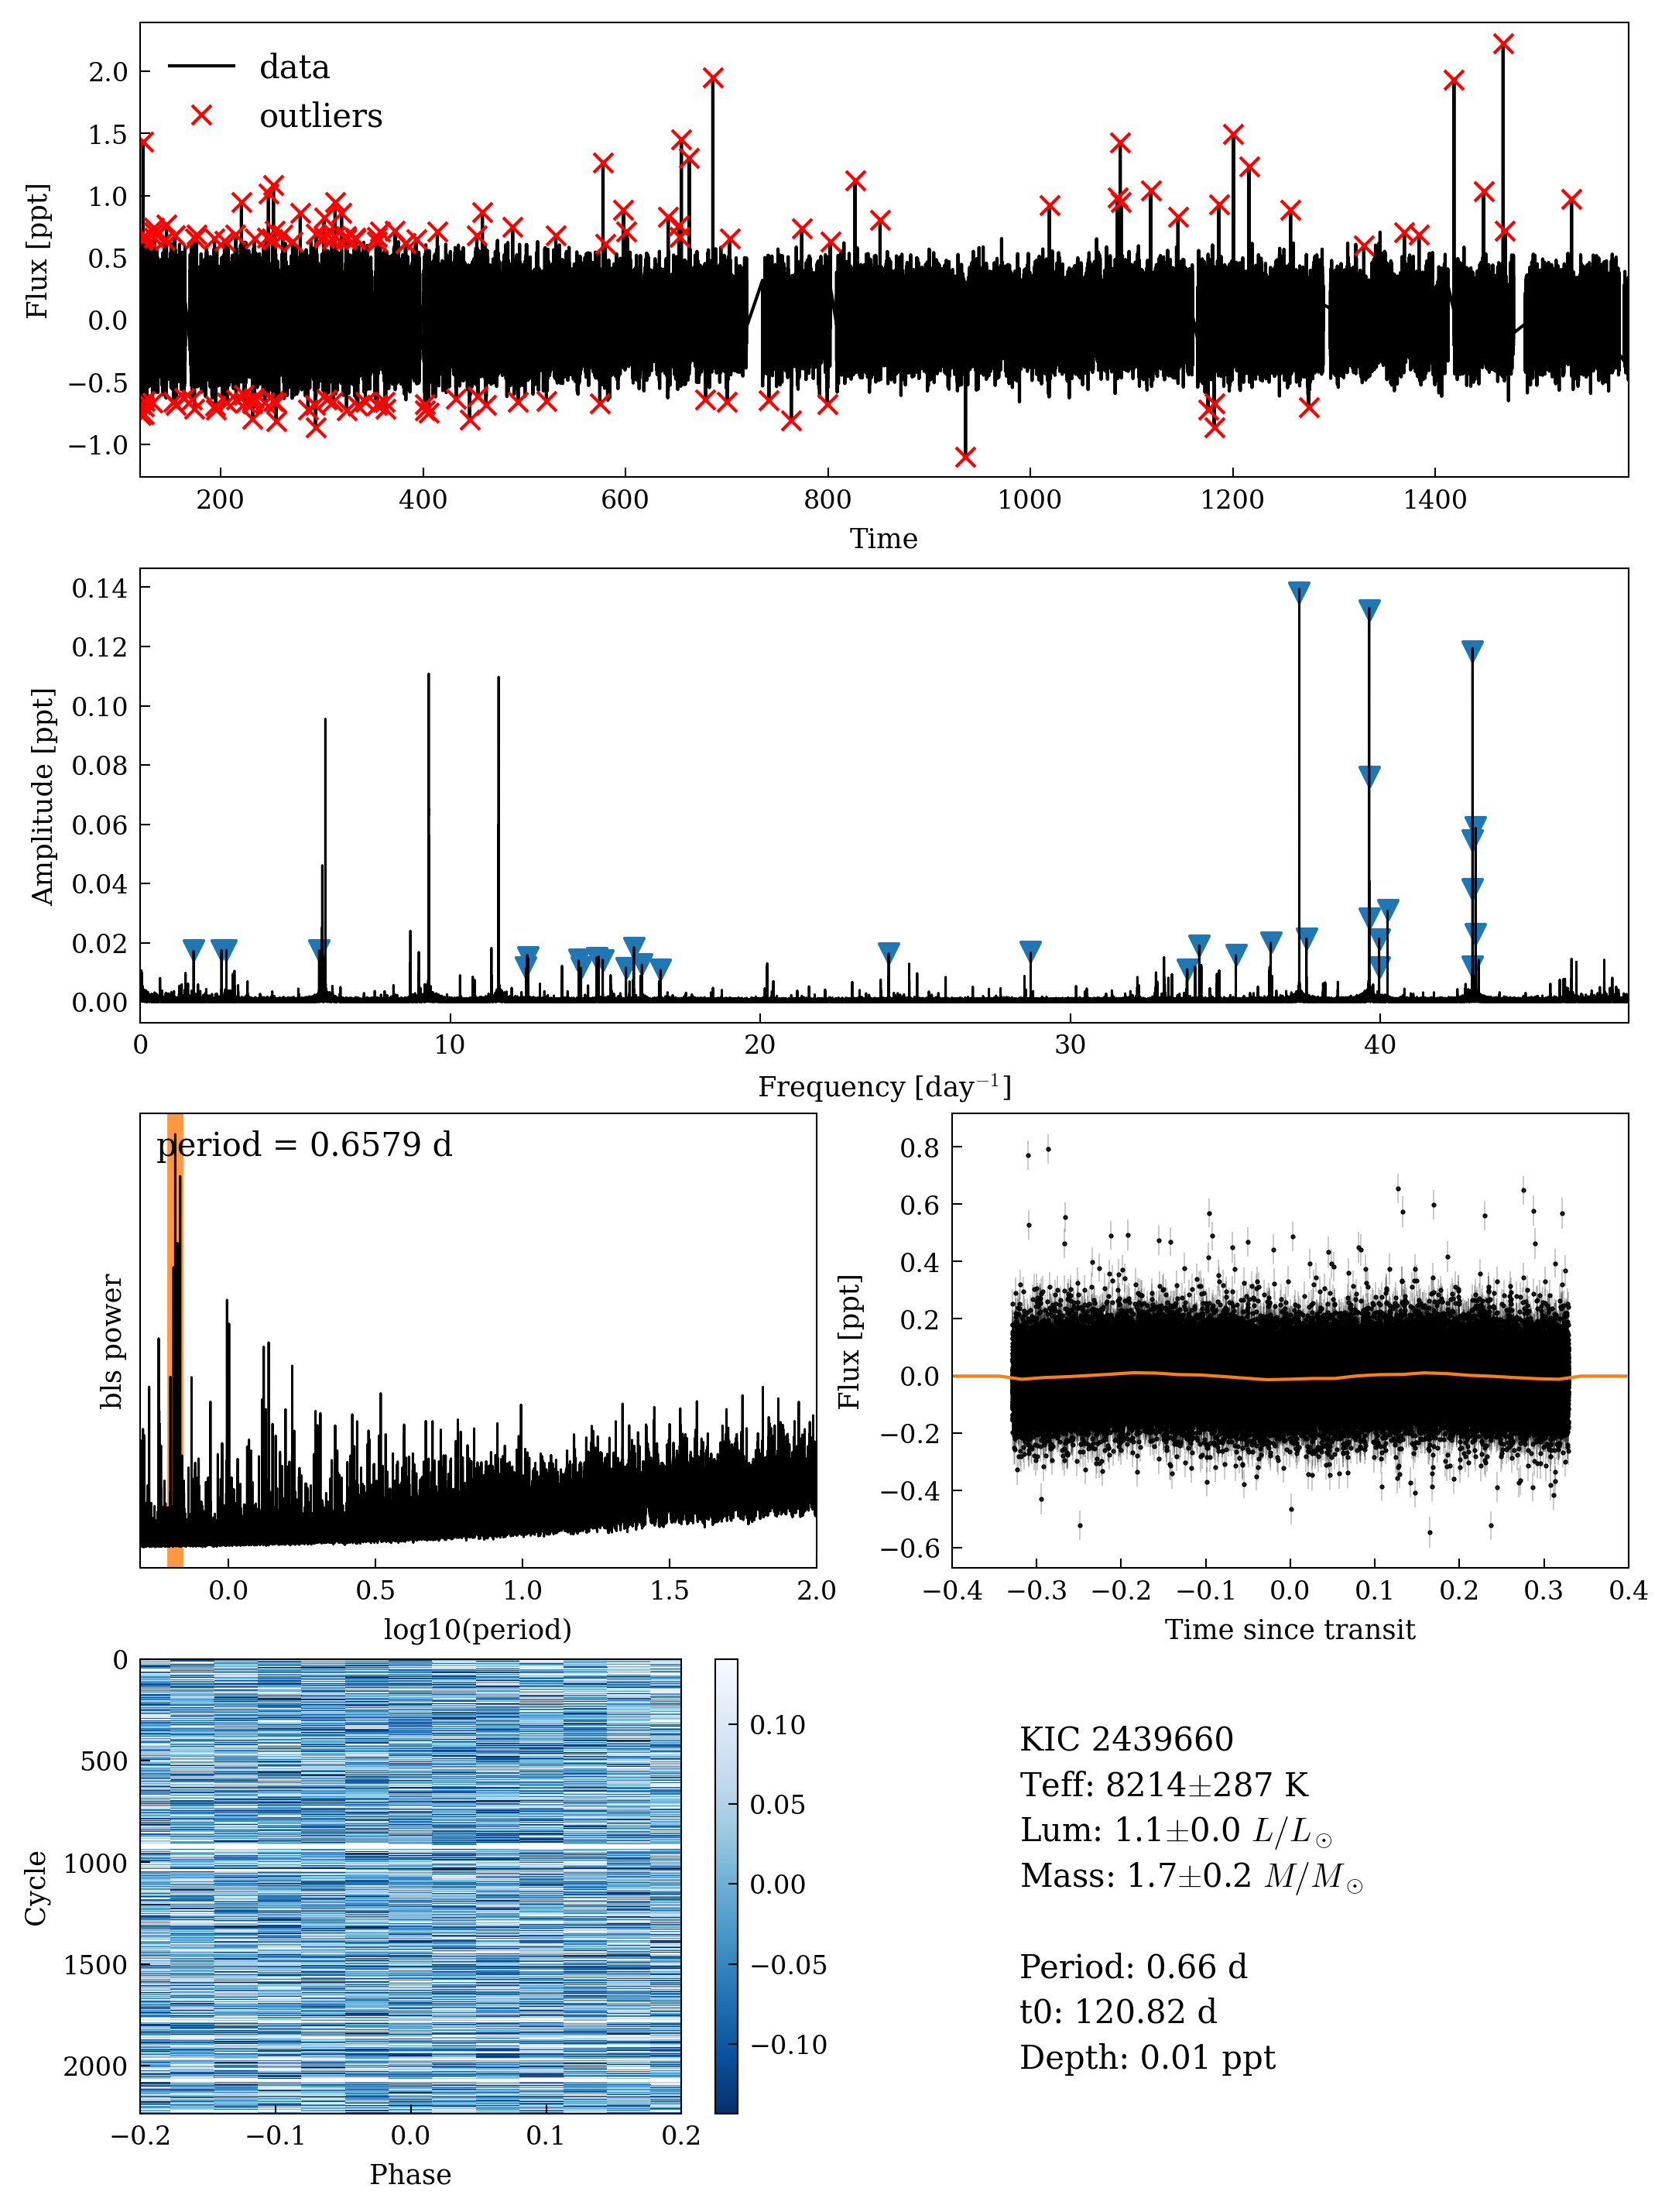 data
outliers
2.0
1.5
1.0
0.5
0.0
−0.5
−1.0
Flux [ppt]
200 400 600 800 1000 1200 1400
Time
0.14
0.12
0.10
0.08
0.06
0.04
0.02
0.00
Amplitude [ppt]
0 10 20 30 40
Frequency [day⁻¹]
period = 0.6579 d
bls power
0.0 0.5 1.0 1.5 2.0
log10(period)
0.8
0.6
0.4
0.2
0.0
−0.2
−0.4
−0.6
Flux [ppt]
−0.4 −0.3 −0.2 −0.1 0.0 0.1 0.2 0.3 0.4
Time since transit
0
500
1000
1500
2000
Cycle
−0.2 −0.1 0.0 0.1 0.2
Phase
0.10
0.05
0.00
−0.05
−0.10
KIC 2439660
Teff: 8214±287 K
Lum: 1.1±0.0 L/L⊙
Mass: 1.7±0.2 M/M⊙
Period: 0.66 d
t0: 120.82 d
Depth: 0.01 ppt